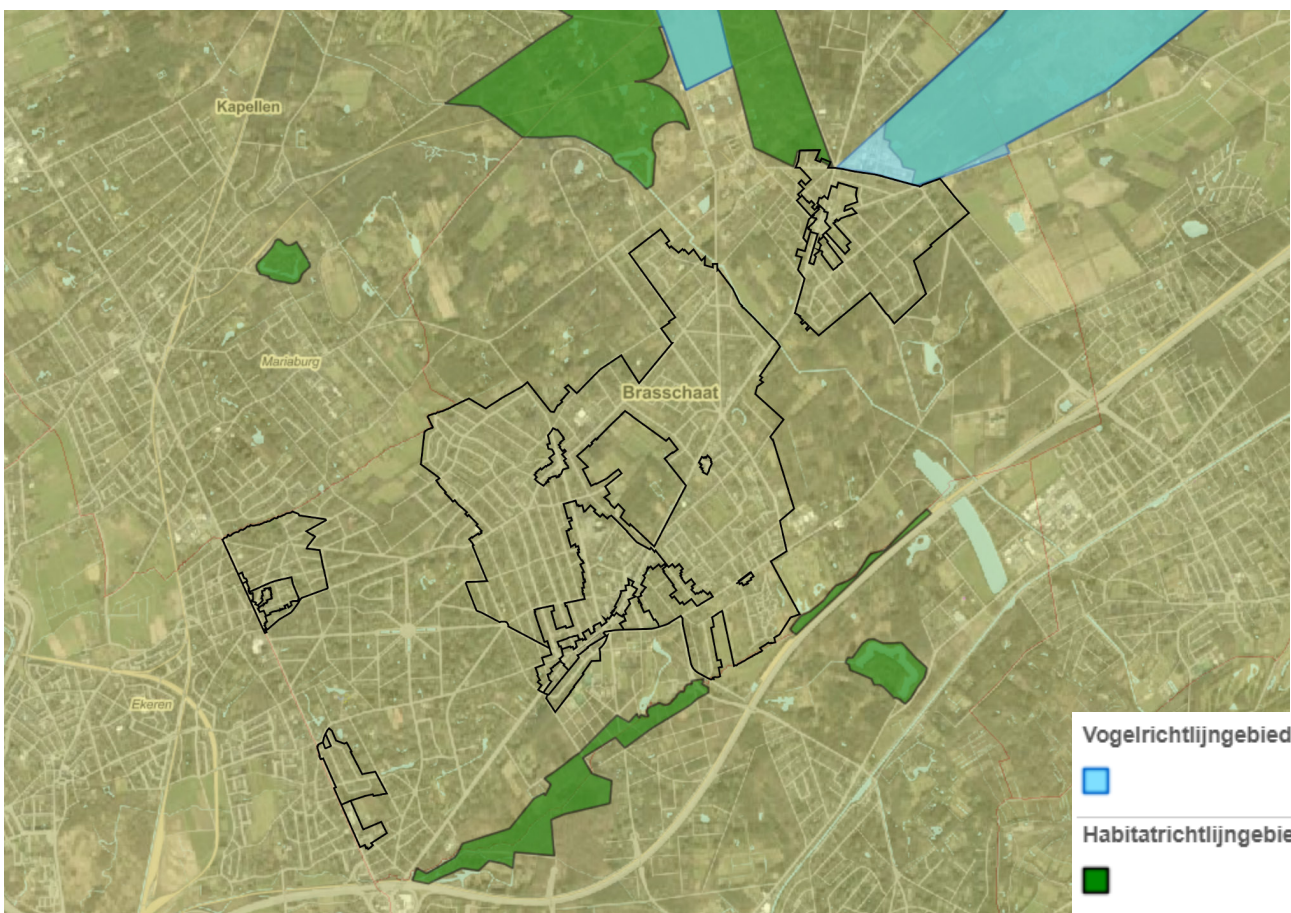 Kapellen
Mariaburg
Brasschaat
Ekeren
Vogelrichtlijngebied
Habitatrichtlijngebie